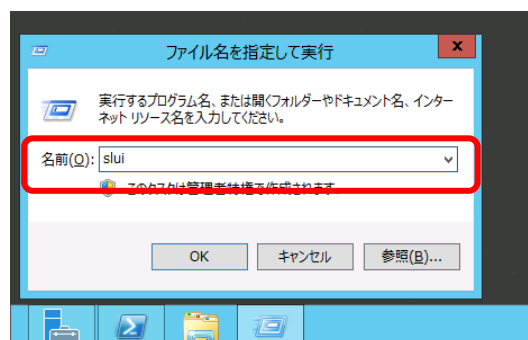 ファイル名を指定して実行
x
実行するプログラム名、または開くフォルダーやドキュメント名、インター
ネット リソース名を入力してください。
名前(O): slui
このタスクは管理者特権で作成されます。
OK キャンセル 参照(B)...